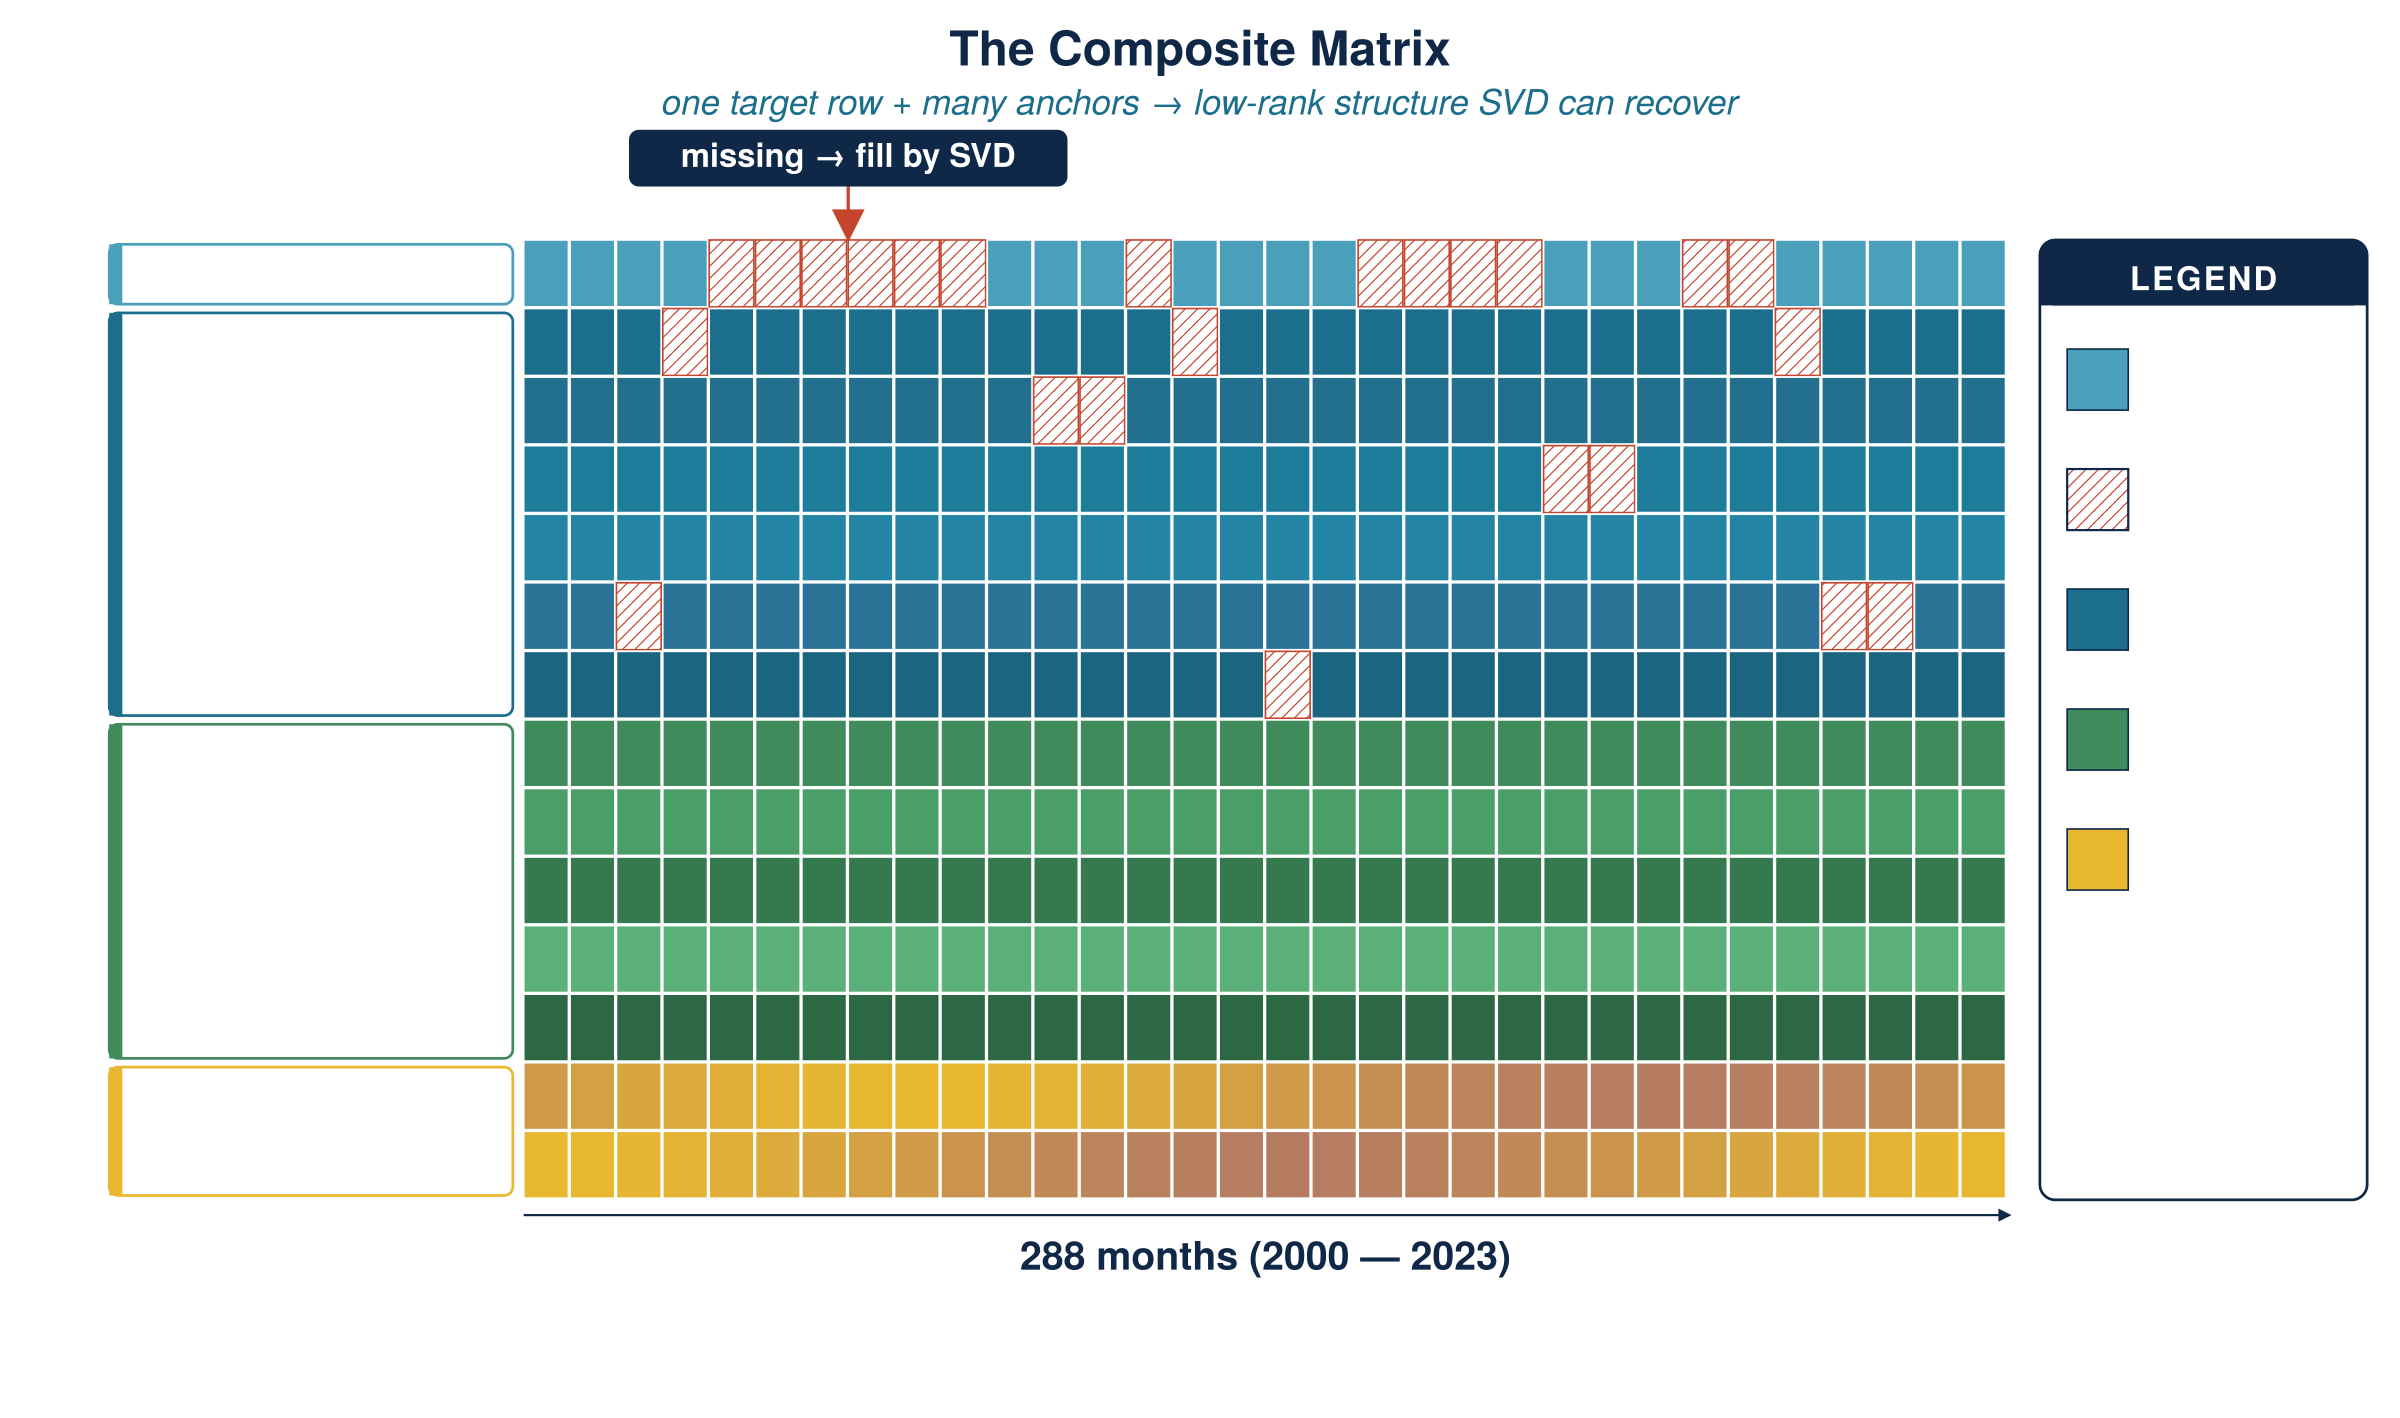 The Composite Matrix
one target row + many anchors → low-rank structure SVD can recover
missing → fill by SVD
LEGEND
288 months (2000 — 2023)